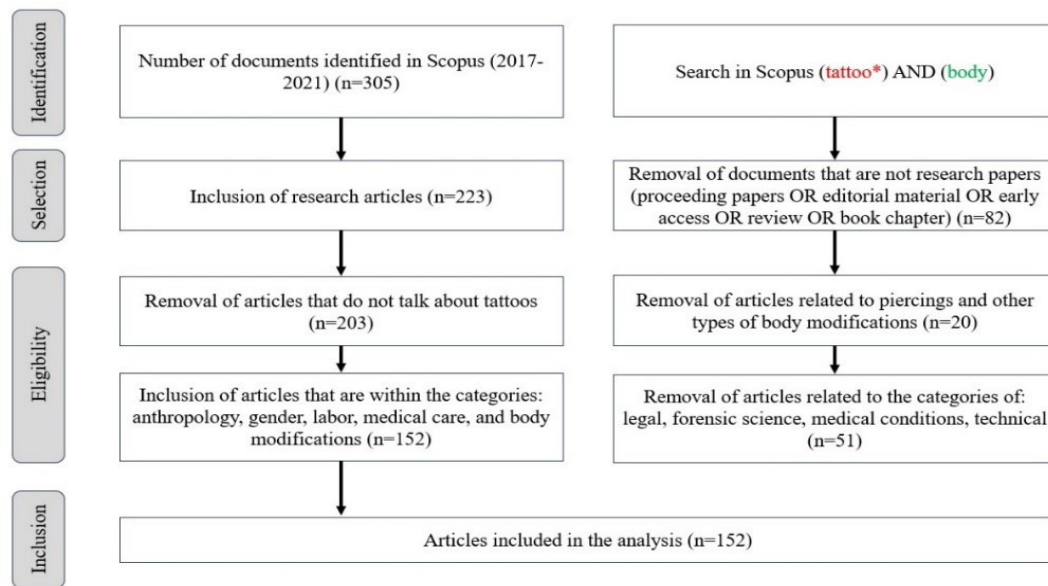 Identification
Number of documents identified in Scopus (2017-
2021) (n=305)
Search in Scopus (tattoo*) AND (body)
Selection
Inclusion of research articles (n=223)
Removal of documents that are not research papers
(proceeding papers OR editorial material OR early
access OR review OR book chapter) (n=82)
Eligibility
Removal of articles that do not talk about tattoos
(n=203)
Removal of articles related to piercings and other
types of body modifications (n=20)
Inclusion of articles that are within the categories:
anthropology, gender, labor, medical care, and body
modifications (n=152)
Removal of articles related to the categories of:
legal, forensic science, medical conditions, technical
(n=51)
Inclusion
Articles included in the analysis (n=152)